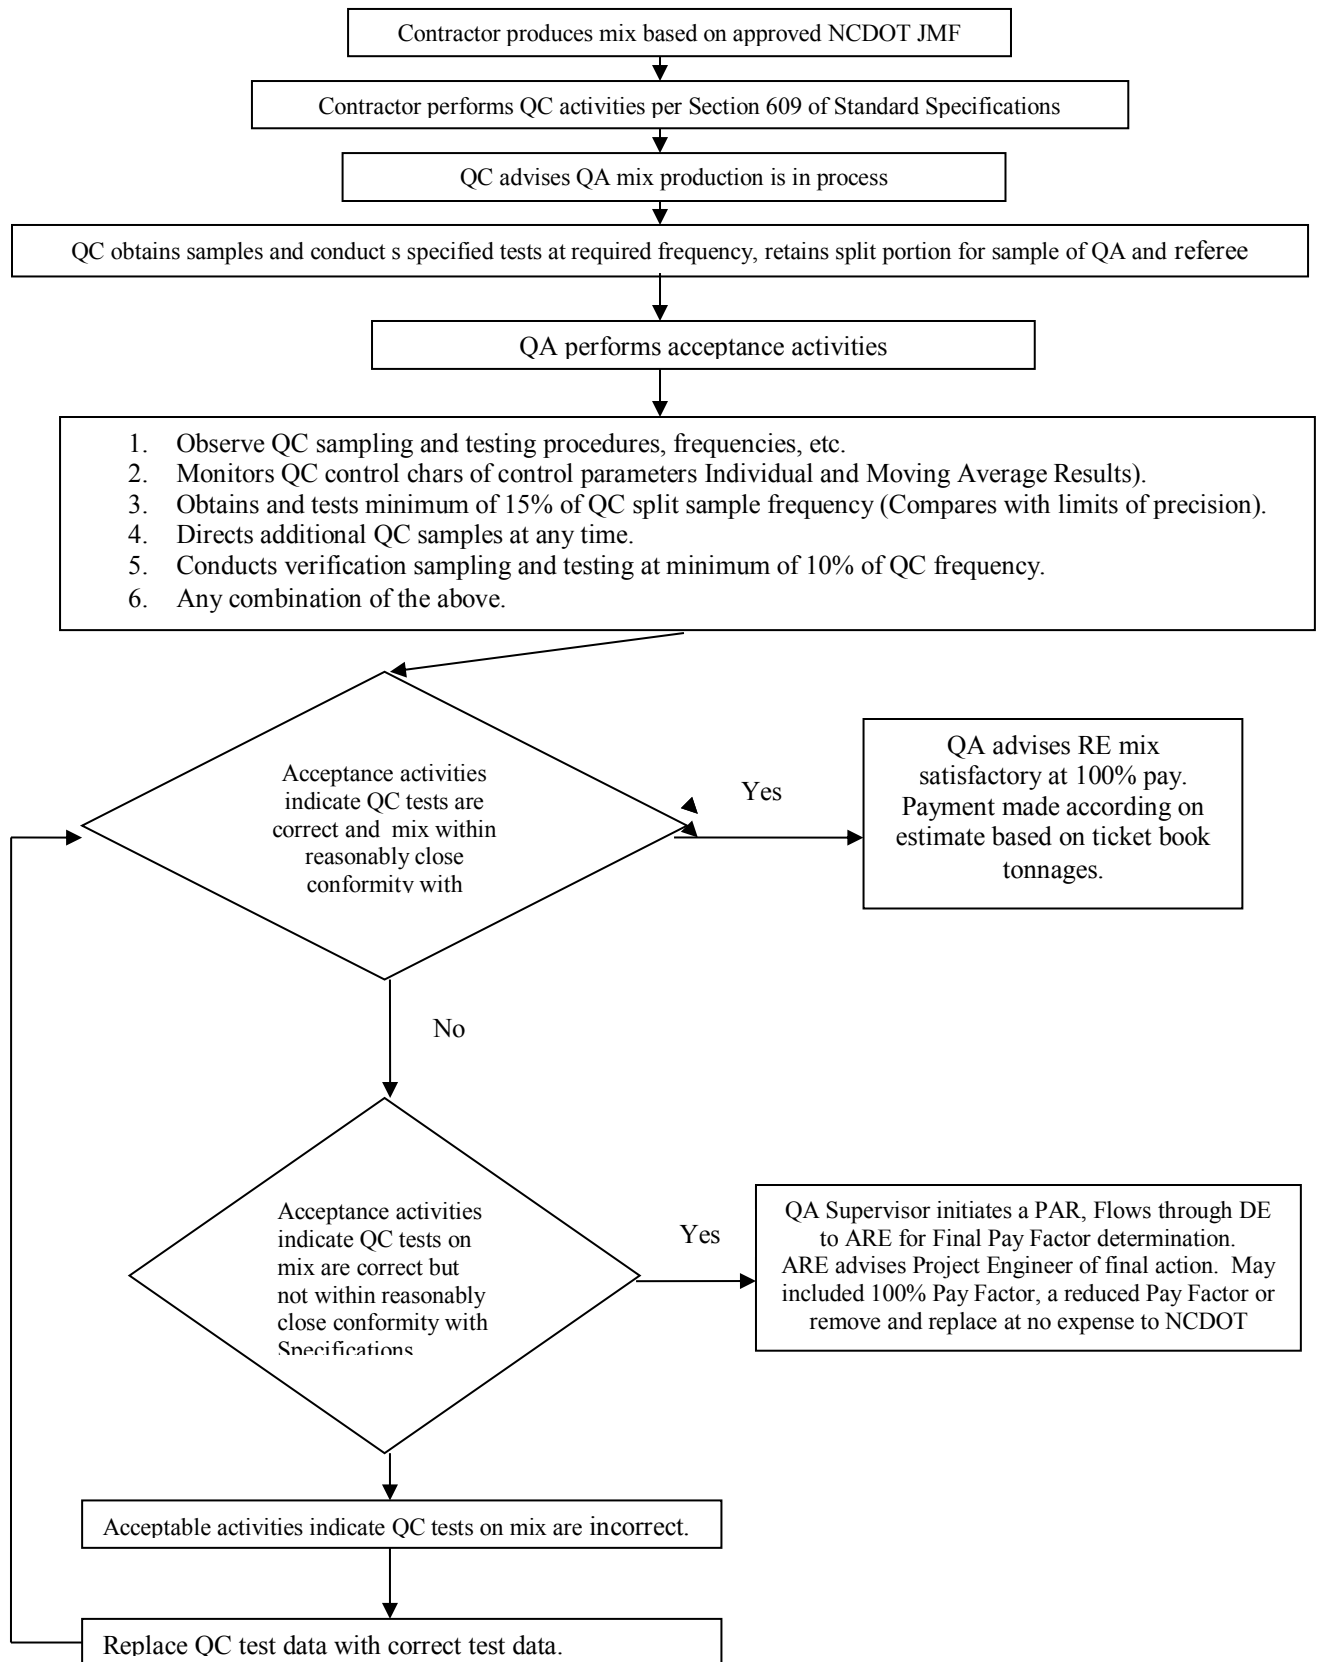 Contractor produces mix based on approved NCDOT JMF
Contractor performs QC activities per Section 609 of Standard Specifications
QC advises QA mix production is in process
QC obtains samples and conduct s specified tests at required frequency, retains split portion for sample of QA and referee
QA performs acceptance activities
1. Observe QC sampling and testing procedures, frequencies, etc.
2. Monitors QC control chars of control parameters Individual and Moving Average Results).
3. Obtains and tests minimum of 15% of QC split sample frequency (Compares with limits of precision).
4. Directs additional QC samples at any time.
5. Conducts verification sampling and testing at minimum of 10% of QC frequency.
6. Any combination of the above.
Acceptance activities
indicate QC tests are
correct and mix within
reasonably close
conformity with
Yes
QA advises RE mix
satisfactory at 100% pay.
Payment made according on
estimate based on ticket book
tonnages.
No
Acceptance activities
indicate QC tests on
mix are correct but
not within reasonably
close conformity with
Specifications
Yes
QA Supervisor initiates a PAR, Flows through DE
to ARE for Final Pay Factor determination.
ARE advises Project Engineer of final action. May
included 100% Pay Factor, a reduced Pay Factor or
remove and replace at no expense to NCDOT
Acceptable activities indicate QC tests on mix are incorrect.
Replace QC test data with correct test data.